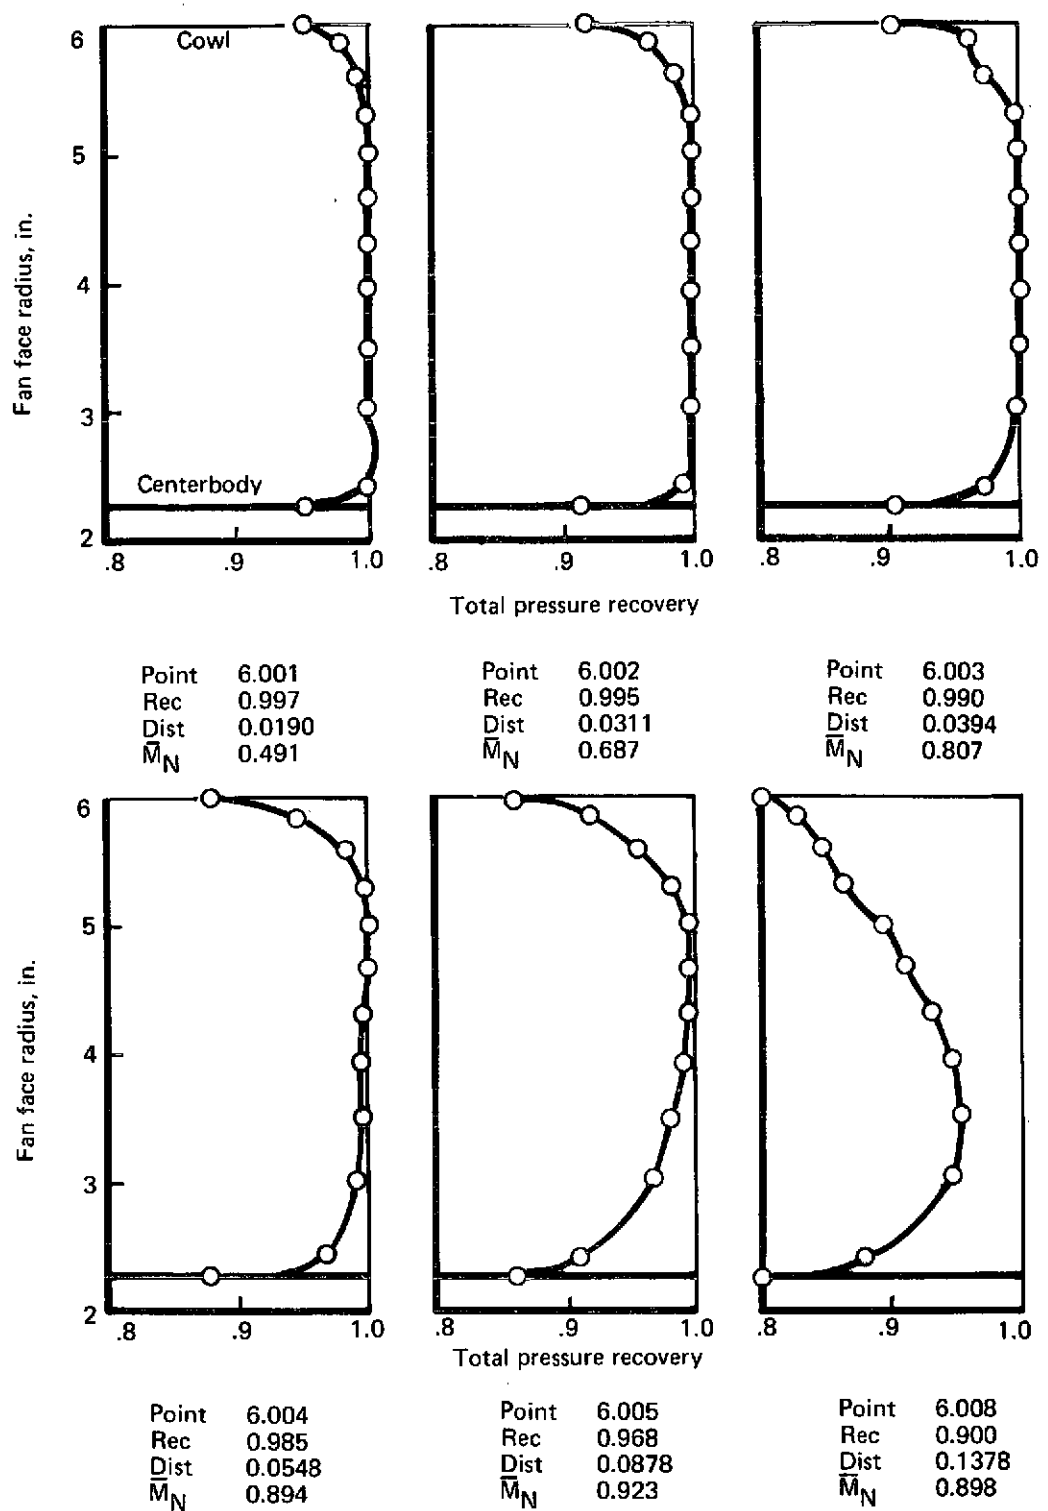 6
Cowl
5
4
3
Centerbody
2
Fan face radius, in.
.8 .9 1.0 .8 .9 1.0 .8 .9 1.0
Total pressure recovery
Point 6.001
Rec 0.997
Dist 0.0190
M̅N 0.491
Point 6.002
Rec 0.995
Dist 0.0311
M̅N 0.687
Point 6.003
Rec 0.990
Dist 0.0394
M̅N 0.807
6
5
4
3
2
Fan face radius, in.
.8 .9 1.0 .8 .9 1.0 .8 .9 1.0
Total pressure recovery
Point 6.004
Rec 0.985
Dist 0.0548
M̅N 0.894
Point 6.005
Rec 0.968
Dist 0.0878
M̅N 0.923
Point 6.008
Rec 0.900
Dist 0.1378
M̅N 0.898